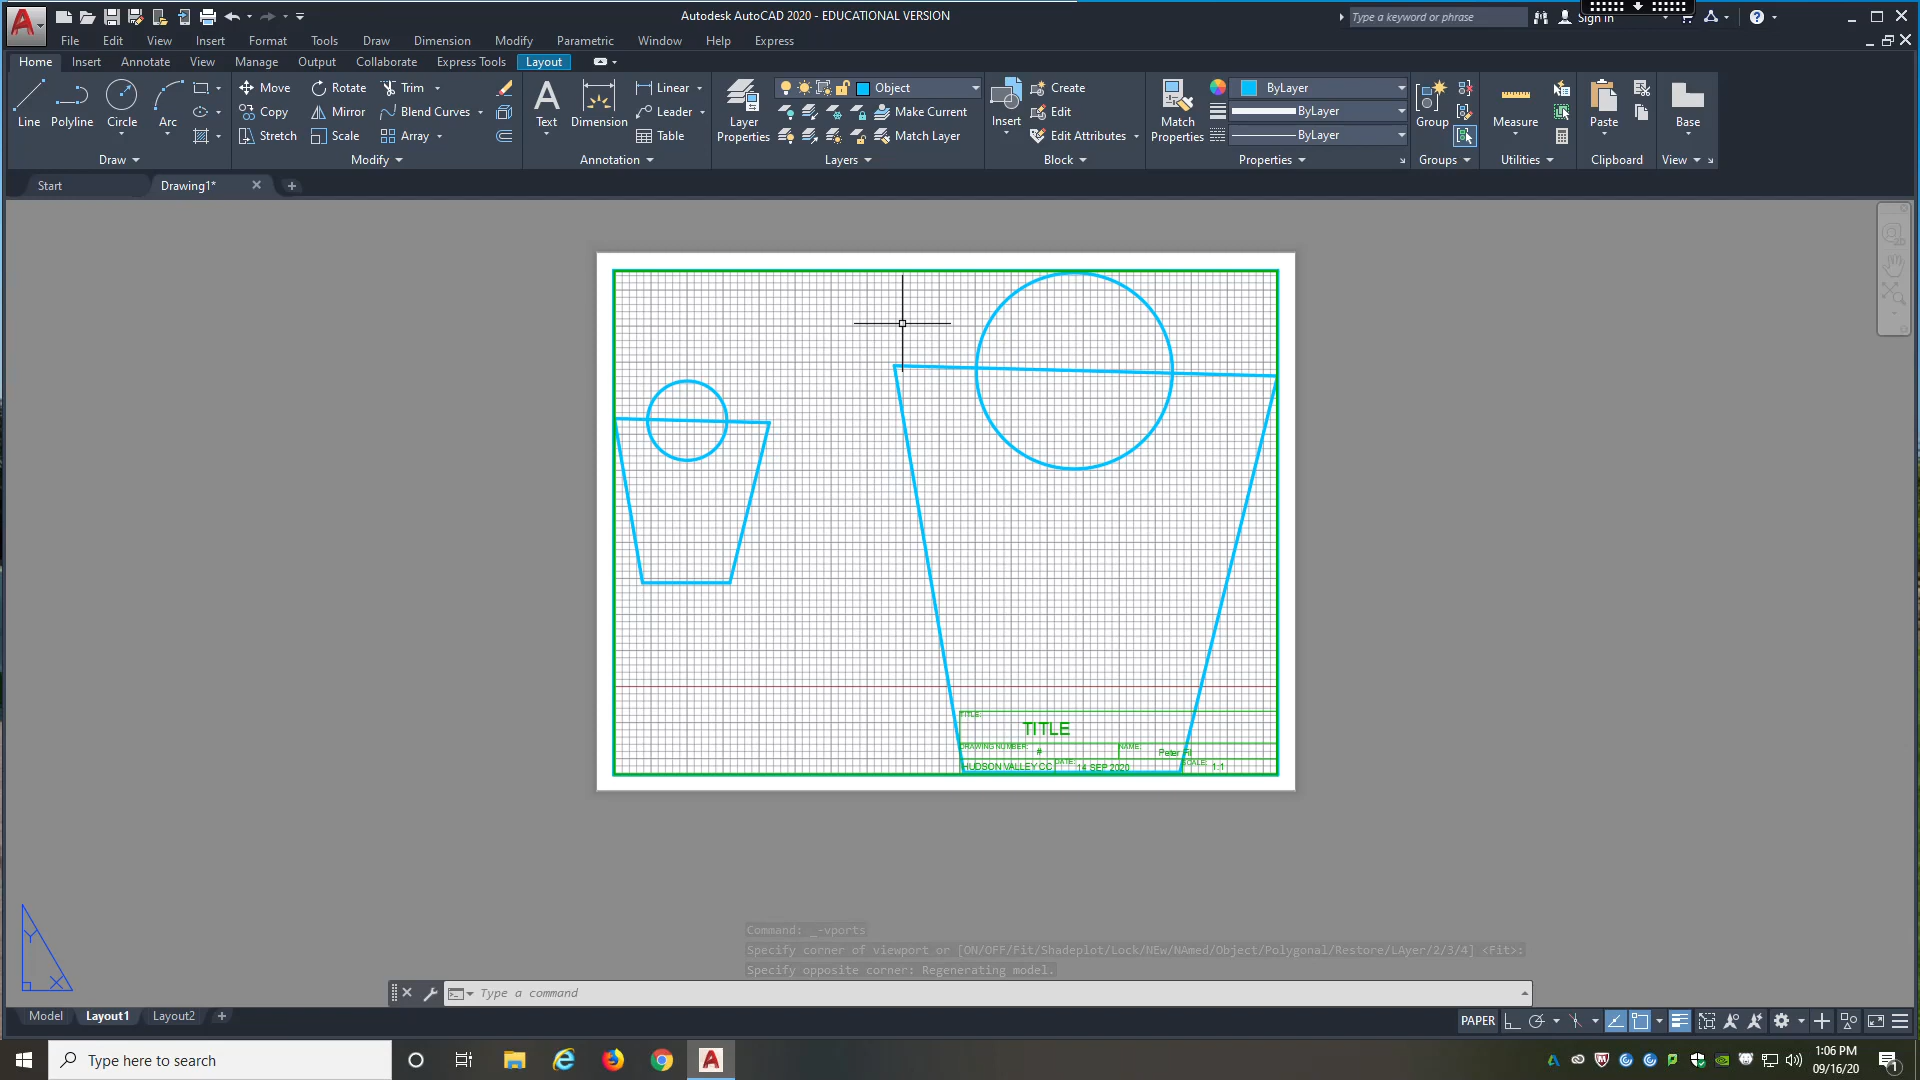 Autodesk AutoCAD 2020 - EDUCATIONAL VERSION
Type a keyword or phrase
Sign In
File Edit View Insert Format Tools Draw Dimension Modify Parametric Window Help Express
Home Insert Annotate View Manage Output Collaborate Express Tools Layout
Line
Polyline
Circle
Arc
Draw
Move Rotate Trim
Copy Mirror Blend Curves
Stretch Scale Array
Modify
Text
Dimension
Linear
Leader
Table
Annotation
Layer
Properties
Object
Make Current
Match Layer
Layers
Insert
Create
Edit
Edit Attributes
Block
Match
Properties
ByLayer
ByLayer
ByLayer
Properties
Group
Groups
Measure
Utilities
Paste
Clipboard
Base
View
Start Drawing1*
TITLE:
TITLE
DRAWING NUMBER: # NAME: Peter Fil
HUDSON VALLEY CC DATE: 14 SEP 2020 SCALE: 1:1
Y
X
Command: _-vports
Specify corner of viewport or [ON/OFF/Fit/Shadeplot/Lock/NEw/NAmed/Object/Polygonal/Restore/LAyer/2/3/4] <Fit>:
Specify opposite corner: Regenerating model.
Type a command
Model Layout1 Layout2
PAPER
Type here to search
1:06 PM
09/16/20
1